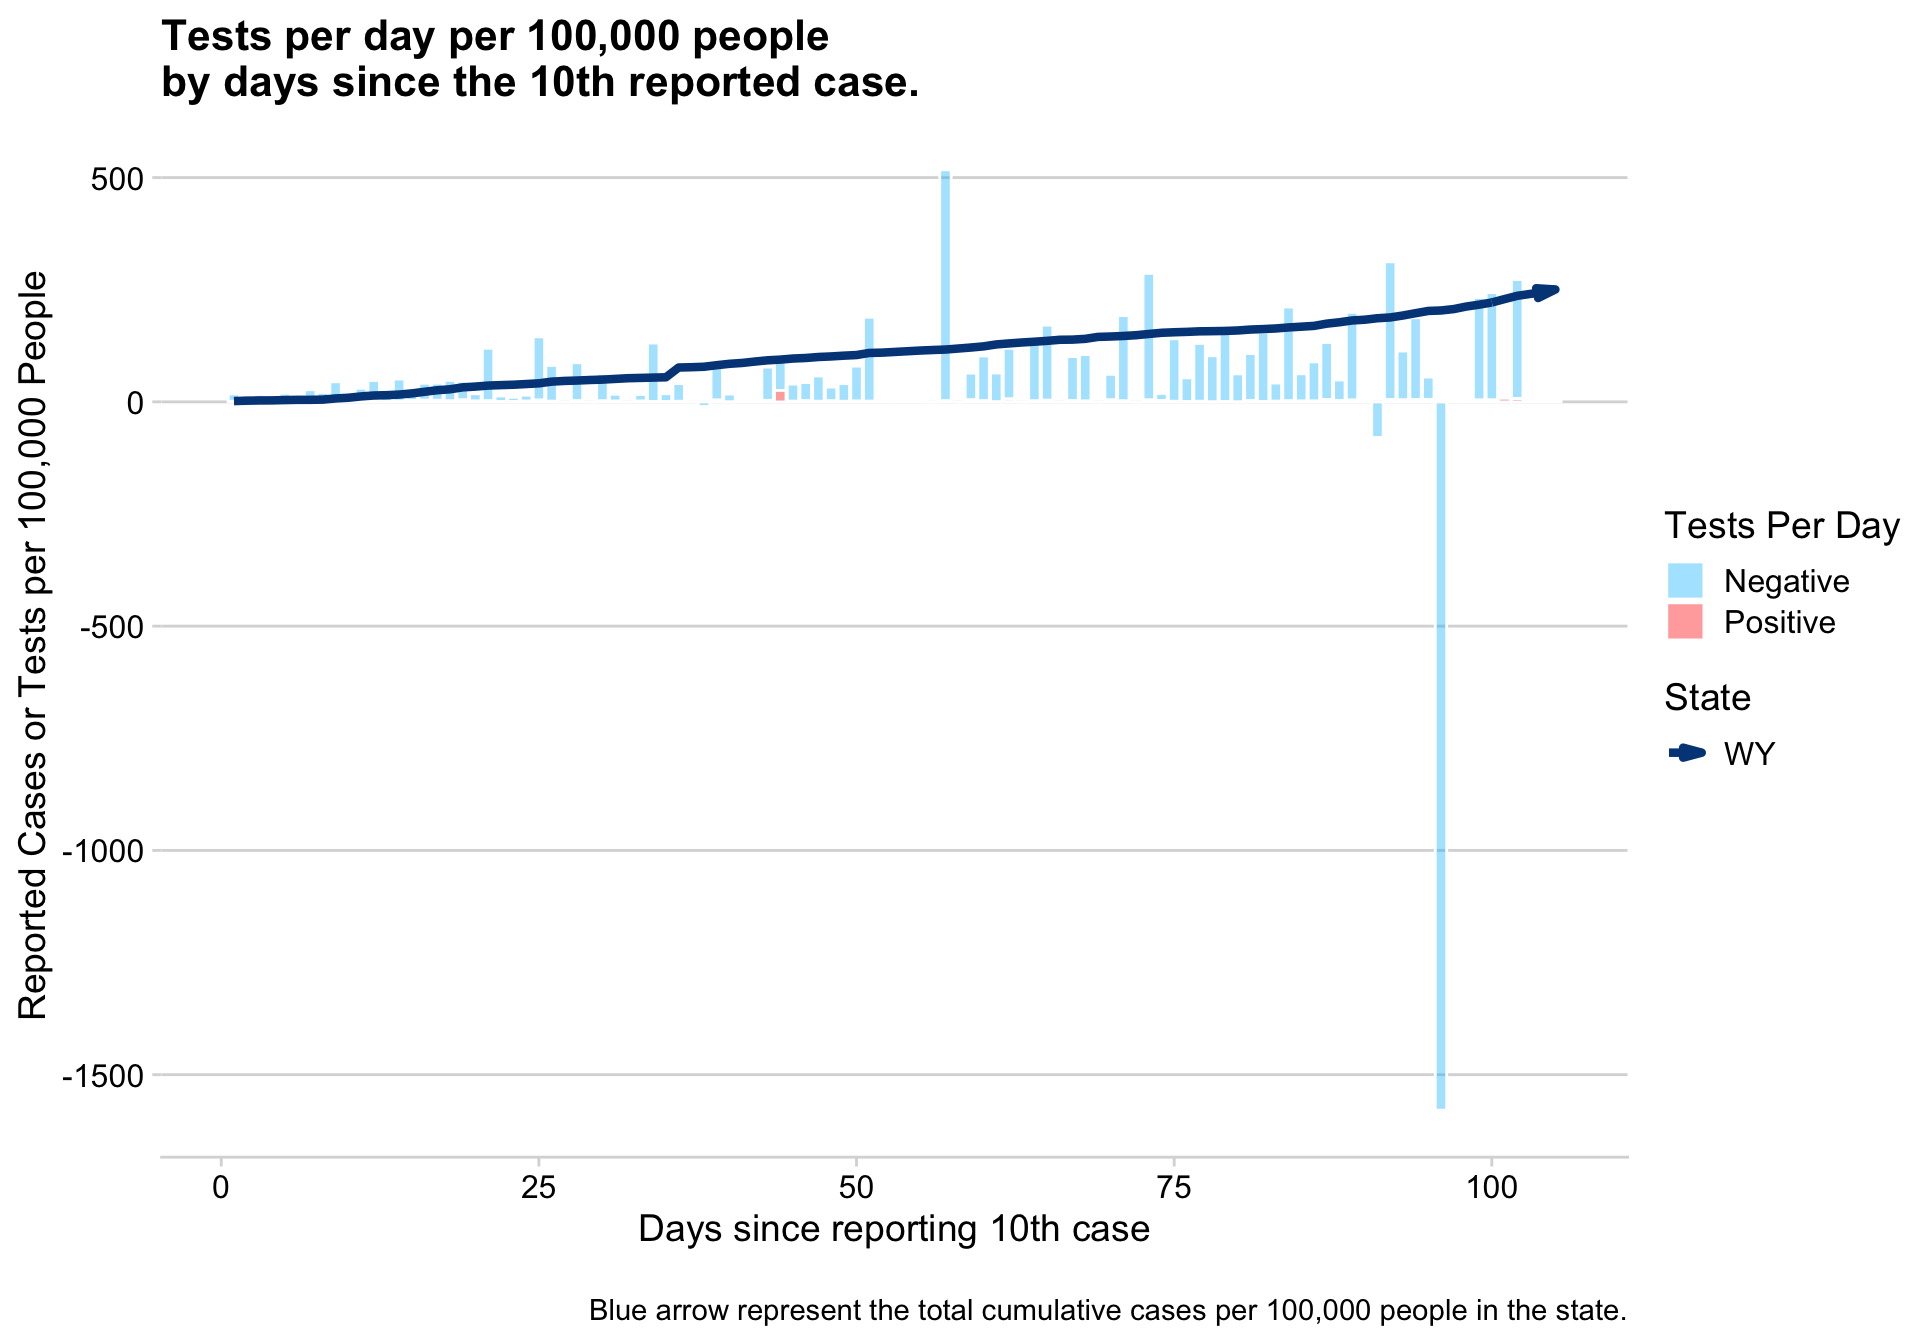 Tests per day per 100,000 people
by days since the 10th reported case.
Reported Cases or Tests per 100,000 People
500
0
-500
-1000
-1500
0
25
50
75
100
Days since reporting 10th case
Tests Per Day
Negative
Positive
State
WY
Blue arrow represent the total cumulative cases per 100,000 people in the state.